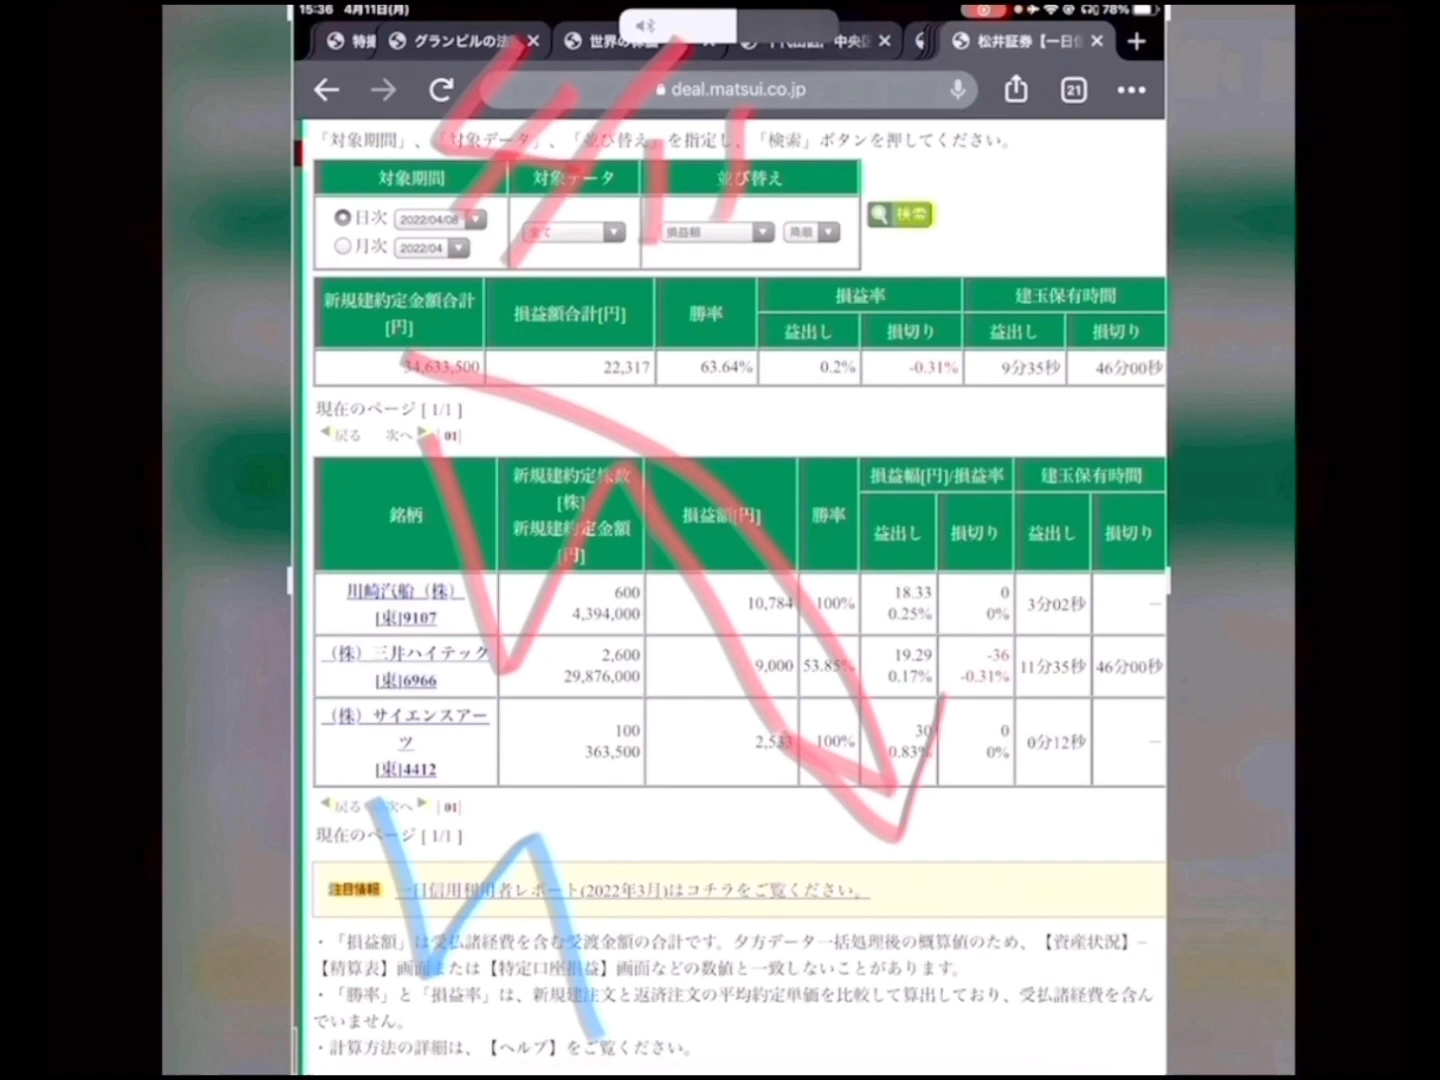 15:36 4月11日(月) 78%
グランビルの法 世界の株価 中央区 松井証券【一日信
deal.matsui.co.jp 21
「対象期間」、「対象データ」、「並び替え」を指定し、「検索」ボタンを押してください。
対象期間 対象データ 並び替え
日次 2022/04/08 全て 損益額 降順 検索
月次 2022/04
新規建約定金額合計[円] 損益額合計[円] 勝率 損益率 建玉保有時間
益出し 損切り 益出し 損切り
34,633,500 22,317 63.64% 0.2% -0.31% 9分35秒 46分00秒
現在のページ [ 1/1 ]
戻る 次へ | 01|
銘柄 新規建約定株数[株] 新規建約定金額[円] 損益額[円] 勝率 損益幅[円]/損益率 建玉保有時間
益出し 損切り 益出し 損切り
川崎汽船（株） 600 10,784 100% 18.33 0 3分02秒 –
[東]9107 4,394,000 0.25% 0%
（株）三井ハイテック 2,600 9,000 53.85% 19.29 -36 11分35秒 46分00秒
[東]6966 29,876,000 0.17% -0.31%
（株）サイエンスアーツ 100 2,533 100% 30 0 0分12秒 –
[東]4412 363,500 0.83% 0%
戻る 次へ | 01|
現在のページ [ 1/1 ]
注目情報 一日信用利用者レポート(2022年3月)はコチラをご覧ください。
・「損益額」は受払諸経費を含む受渡金額の合計です。夕方データ一括処理後の概算値のため、【資産状況】–
【精算表】画面または【特定口座損益】画面などの数値と一致しないことがあります。
・「勝率」と「損益率」は、新規建注文と返済注文の平均約定単価を比較して算出しており、受払諸経費を含ん
でいません。
・計算方法の詳細は、【ヘルプ】をご覧ください。